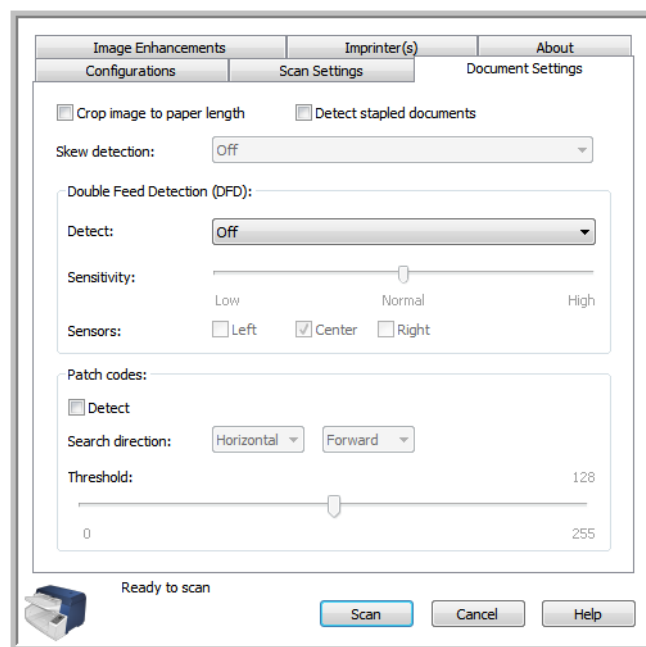 Image Enhancements Imprinter(s) About
Configurations Scan Settings Document Settings
Crop image to paper length Detect stapled documents
Skew detection: Off
Double Feed Detection (DFD):
Detect: Off
Sensitivity:
Low Normal High
Sensors: Left Center Right
Patch codes:
Detect
Search direction: Horizontal Forward
Threshold: 128
0 255
Ready to scan
Scan Cancel Help